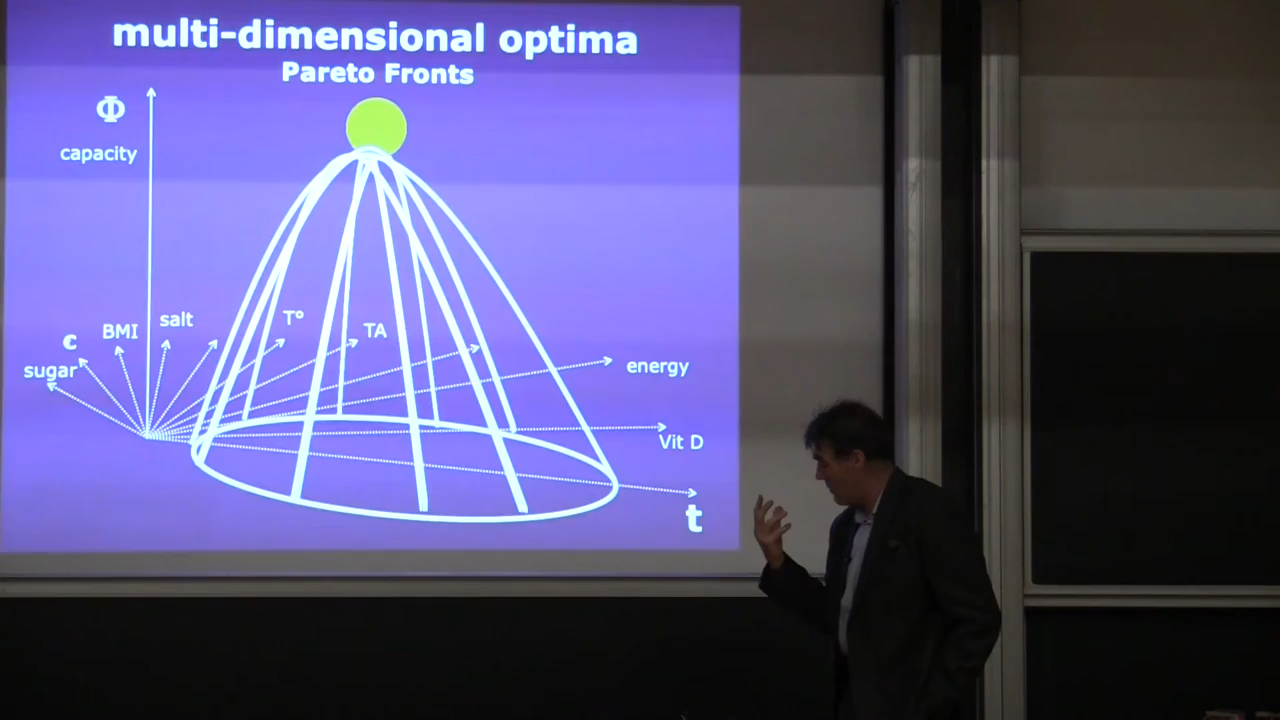 multi-dimensional optima
Pareto Fronts
Φ
capacity
salt
T°
BMI
TA
c
sugar
energy
Vit D
t